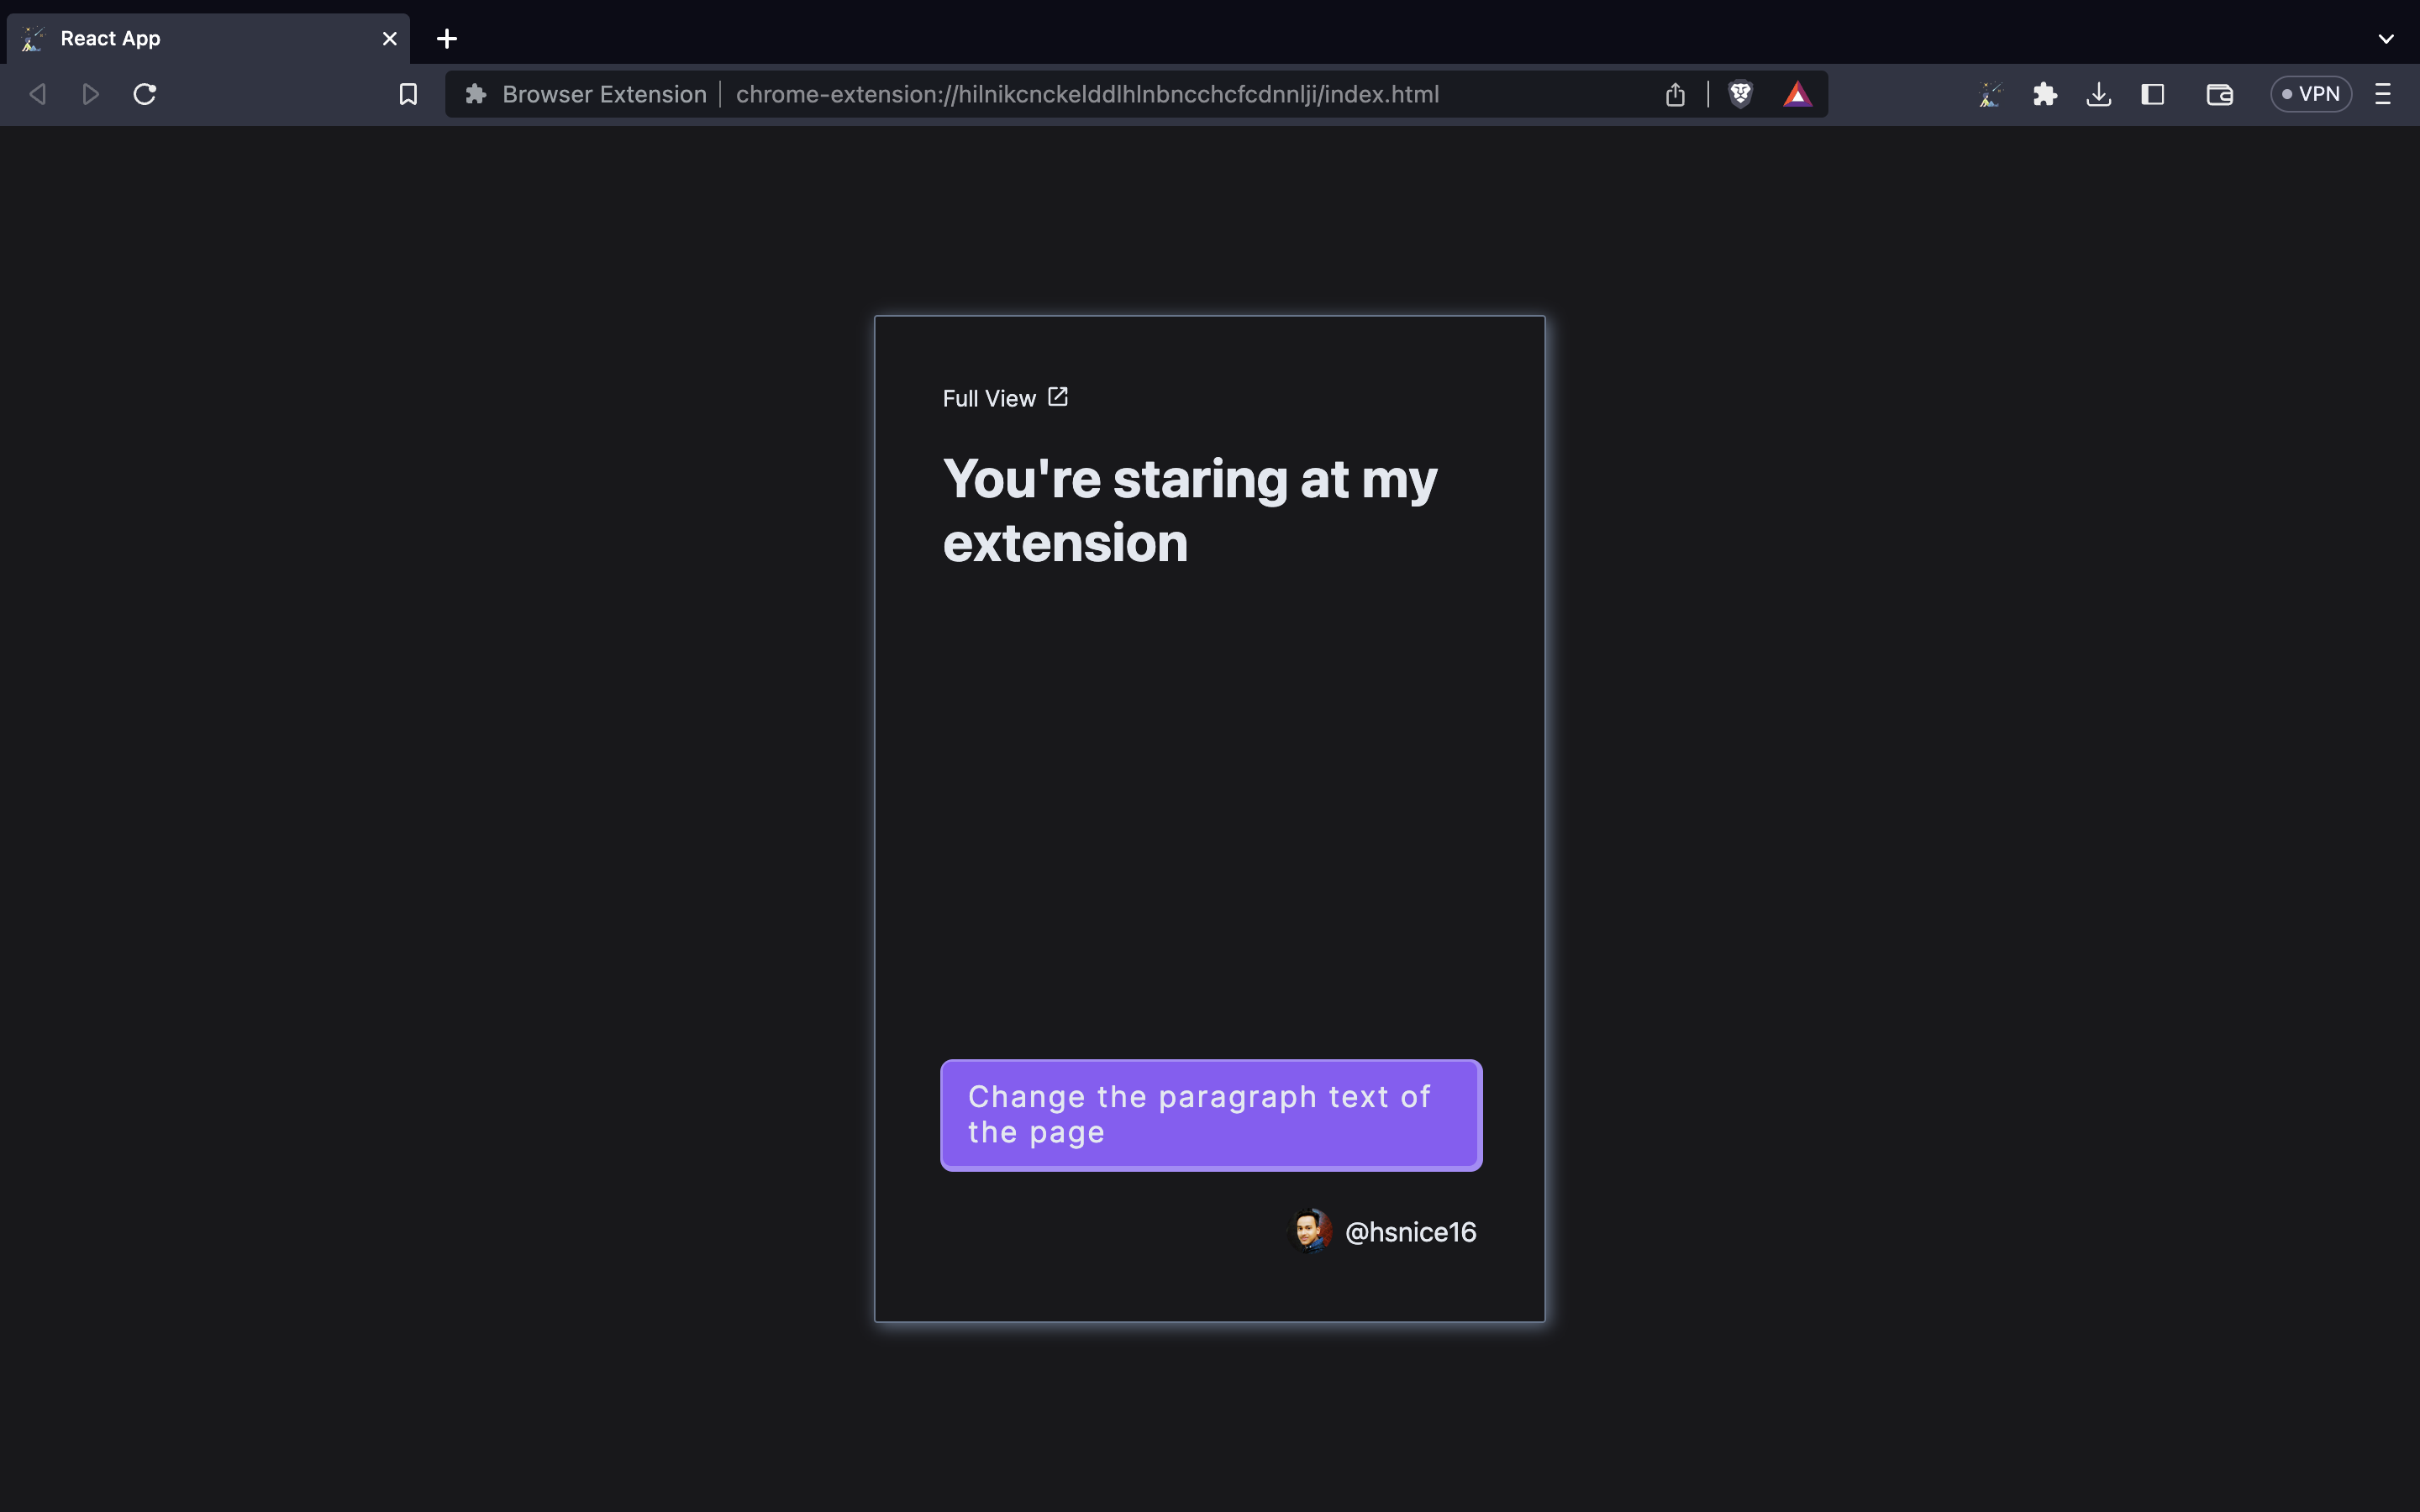 React App
Browser Extension
chrome-extension://hilnikcnckelddlhlnbncchcfcdnnlji/index.html
VPN
Full View
You're staring at my
extension
Change the paragraph text of
the page
@hsnice16